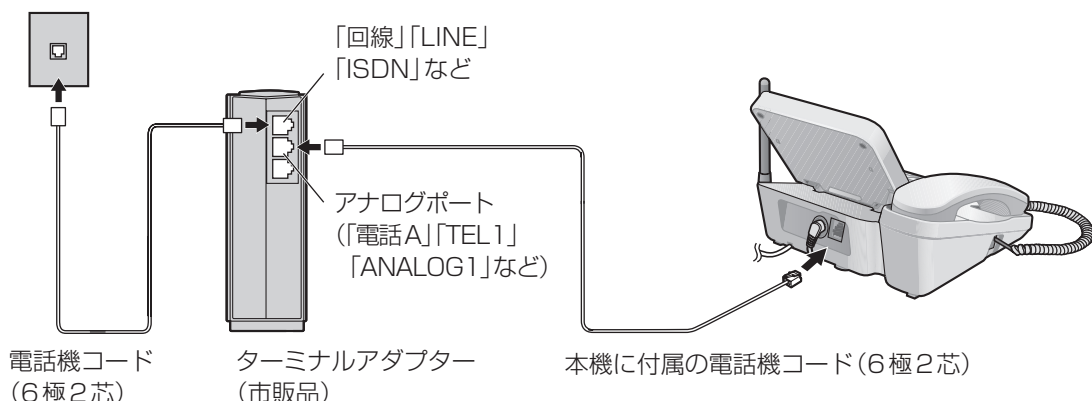 「回線」「LINE」
「ISDN」など
アナログポート
（「電話A」「TEL1」
「ANALOG1」など）
電話機コード
（6極2芯）
ターミナルアダプター
（市販品）
本機に付属の電話機コード（6極2芯）